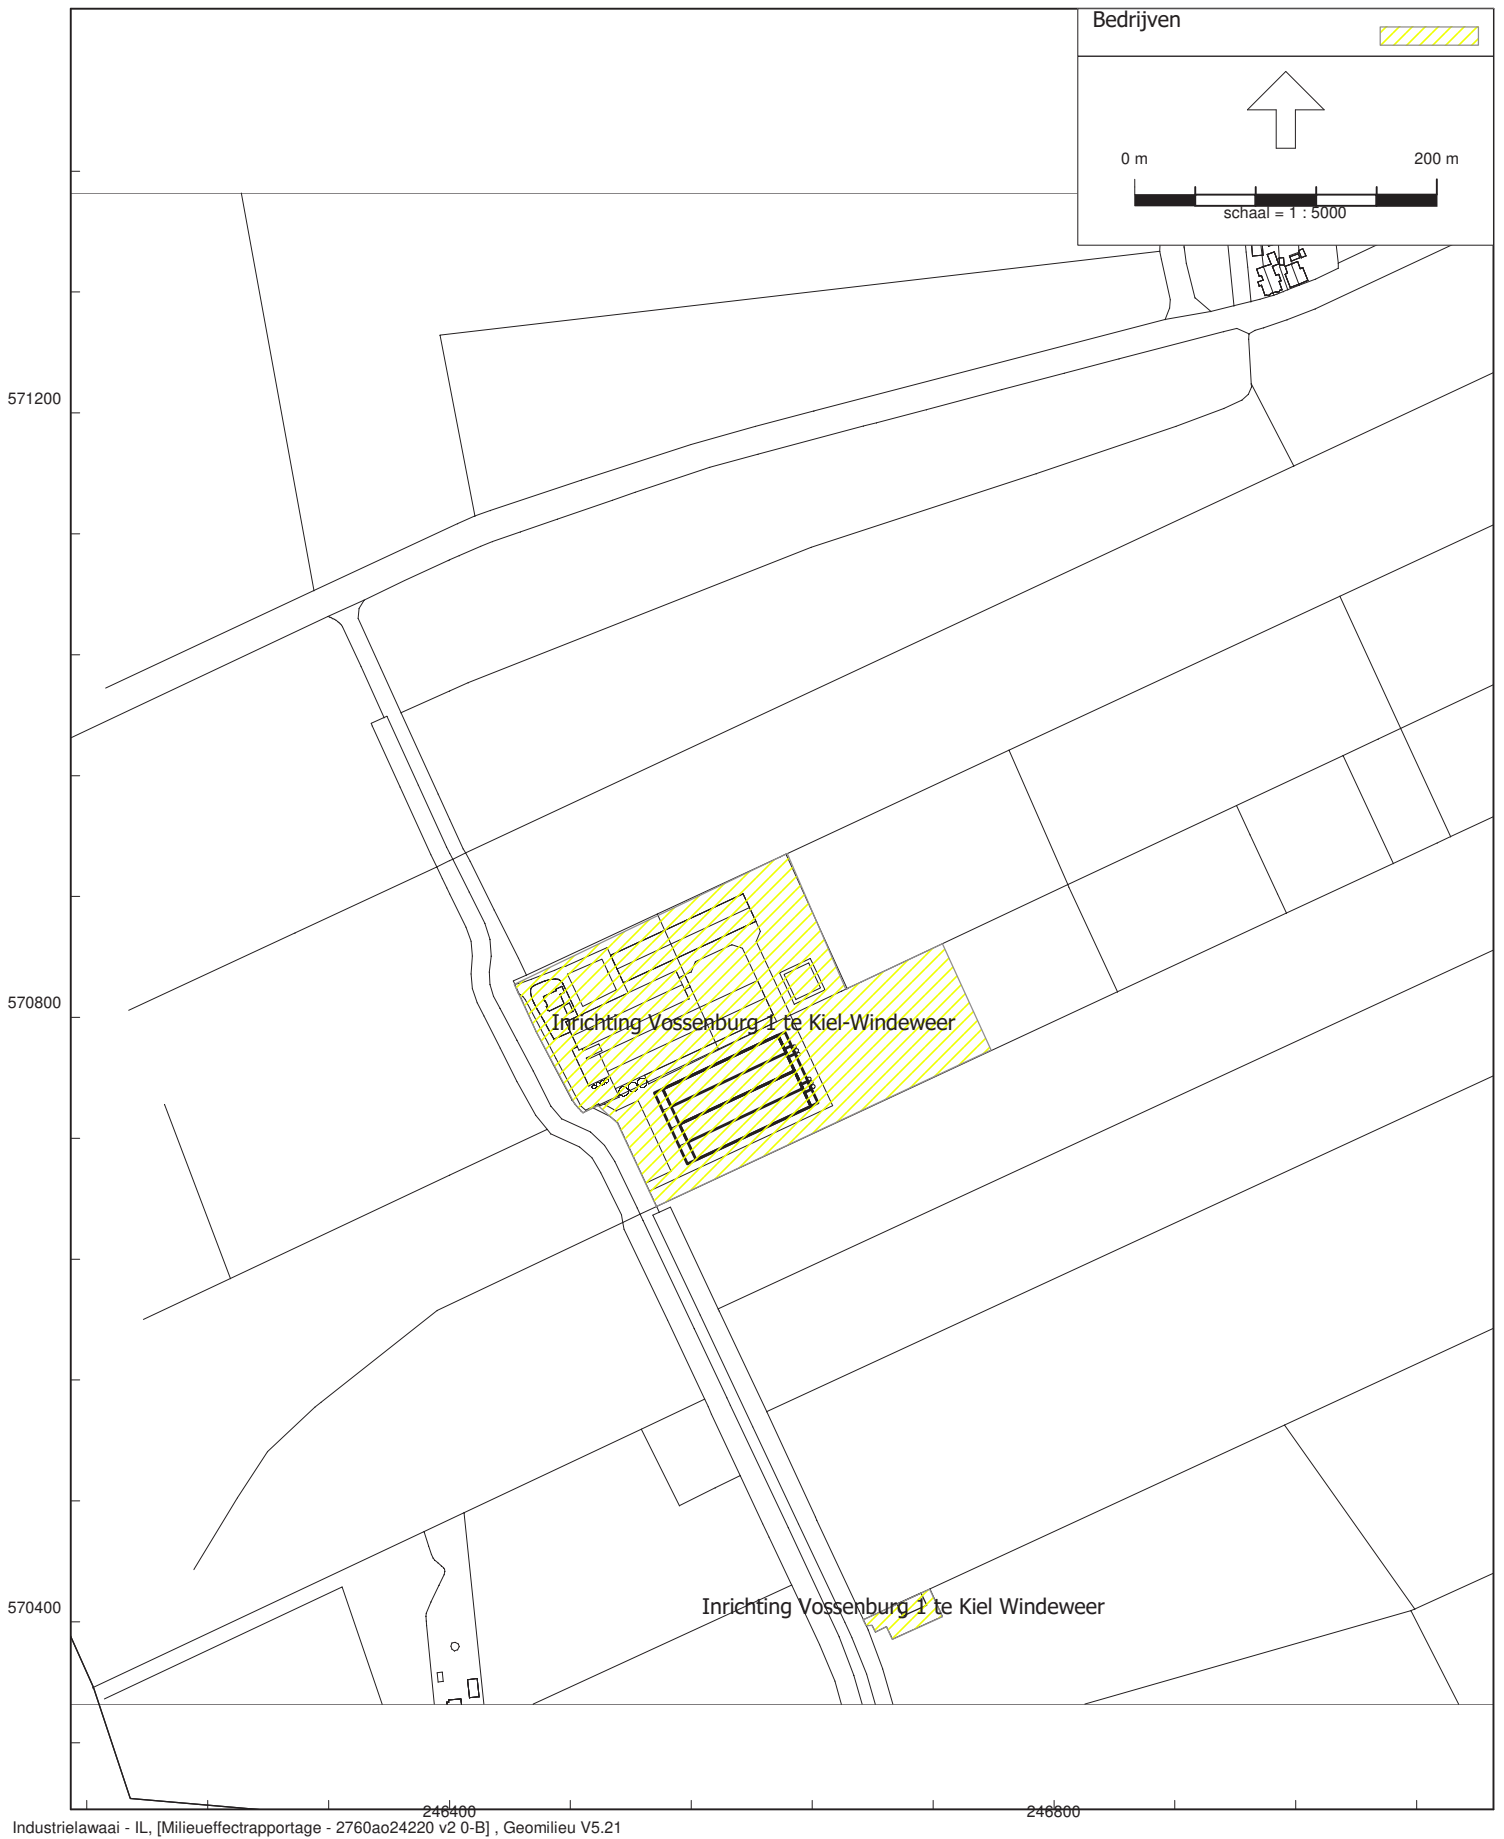 Bedrijven
0 m 200 m
schaal = 1 : 5000
571200
570800
Inrichting Vossenburg 1 te Kiel-Windeweer
570400
Inrichting Vossenburg 1 te Kiel Windeweer
246400 246800
Industrielawaai - IL, [Milieueffectrapportage - 2760ao24220 v2 0-B] , Geomilieu V5.21